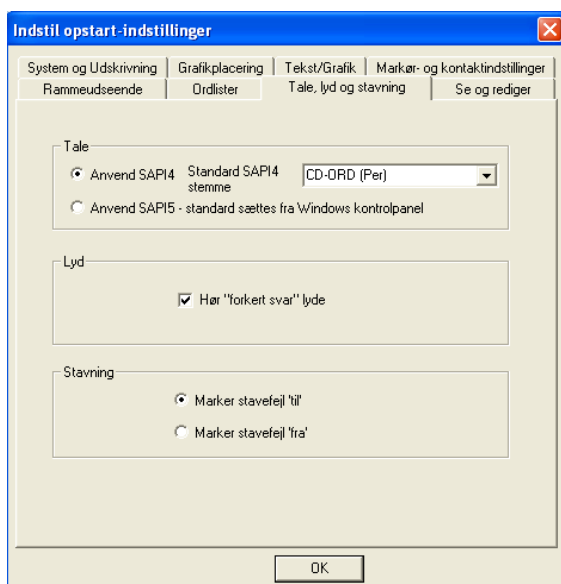 Indstil opstart-indstillinger
System og Udskrivning Grafikplacering Tekst/Grafik Markør- og kontaktindstillinger
Rammeudseende Ordlister Tale, lyd og stavning Se og rediger
Tale
Anvend SAPI4 Standard SAPI4 stemme CD-ORD (Per)
Anvend SAPI5 - standard sættes fra Windows kontrolpanel
Lyd
Hør "forkert svar" lyde
Stavning
Marker stavefejl 'til'
Marker stavefejl 'fra'
OK